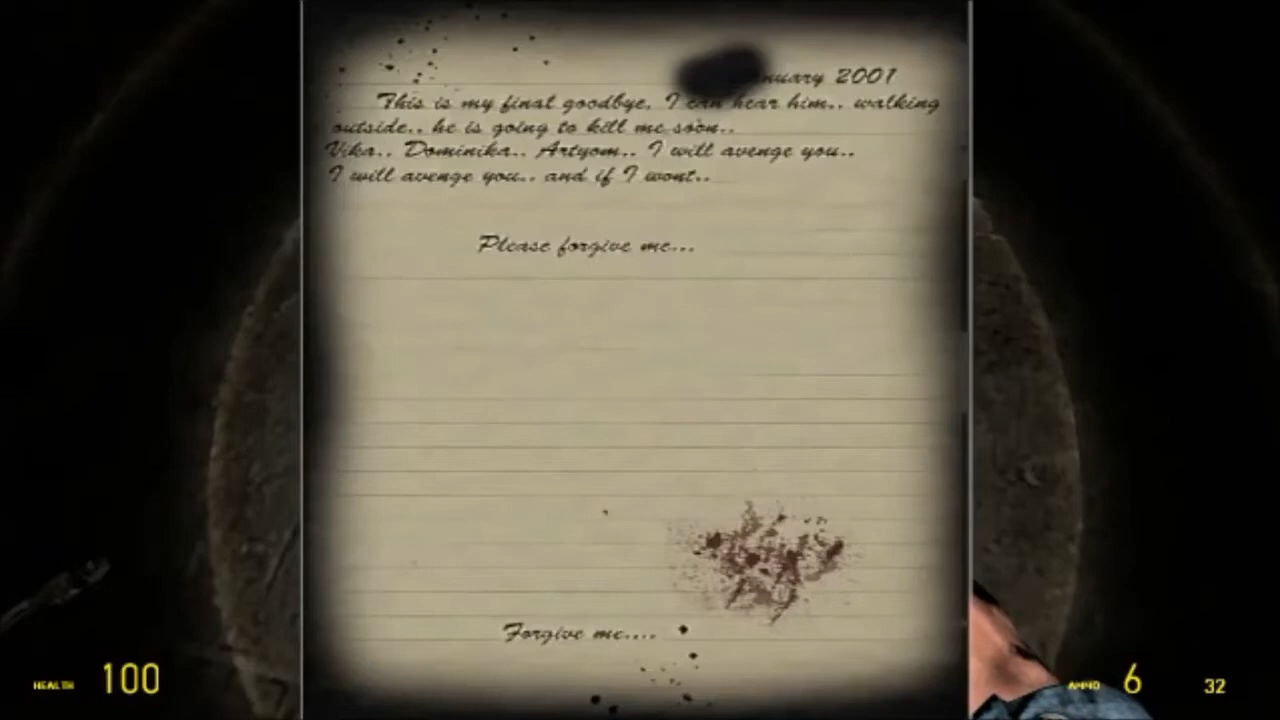 nuary 2001
This is my final goodbye. I can hear him.. walking
outside.. he is going to kill me soon..
Vika.. Dominika.. Artyom.. I will avenge you..
I will avenge you.. and if I wont..
Please forgive me...
Forgive me....
HEALTH 100
AMMO 6 32